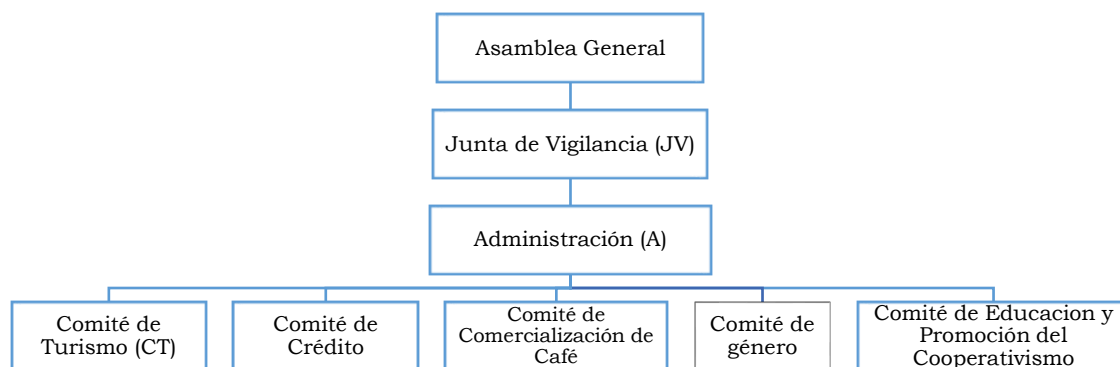 Asamblea General
Junta de Vigilancia (JV)
Administración (A)
Comité de
Turismo (CT)
Comité de
Crédito
Comité de
Comercialización de
Café
Comité de
género
Comité de Educacion y
Promoción del
Cooperativismo